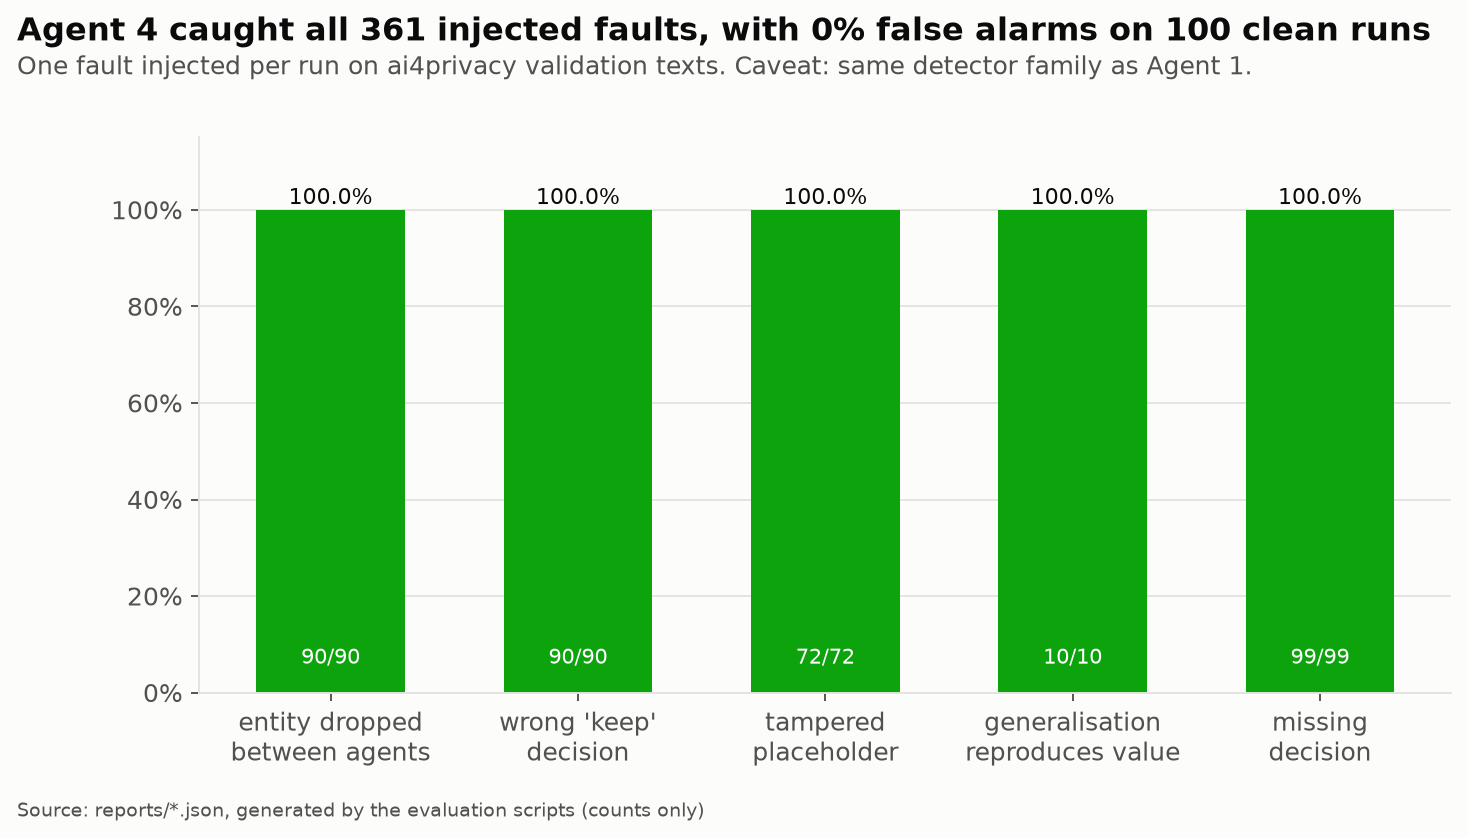 Agent 4 caught all 361 injected faults, with 0% false alarms on 100 clean runs
One fault injected per run on ai4privacy validation texts. Caveat: same detector family as Agent 1.
100.0% 100.0% 100.0% 100.0% 100.0%
100%
80%
60%
40%
20%
90/90 90/90 72/72 10/10 99/99
0%
entity dropped
between agents
wrong 'keep'
decision
tampered
placeholder
generalisation
reproduces value
missing
decision
Source: reports/*.json, generated by the evaluation scripts (counts only)